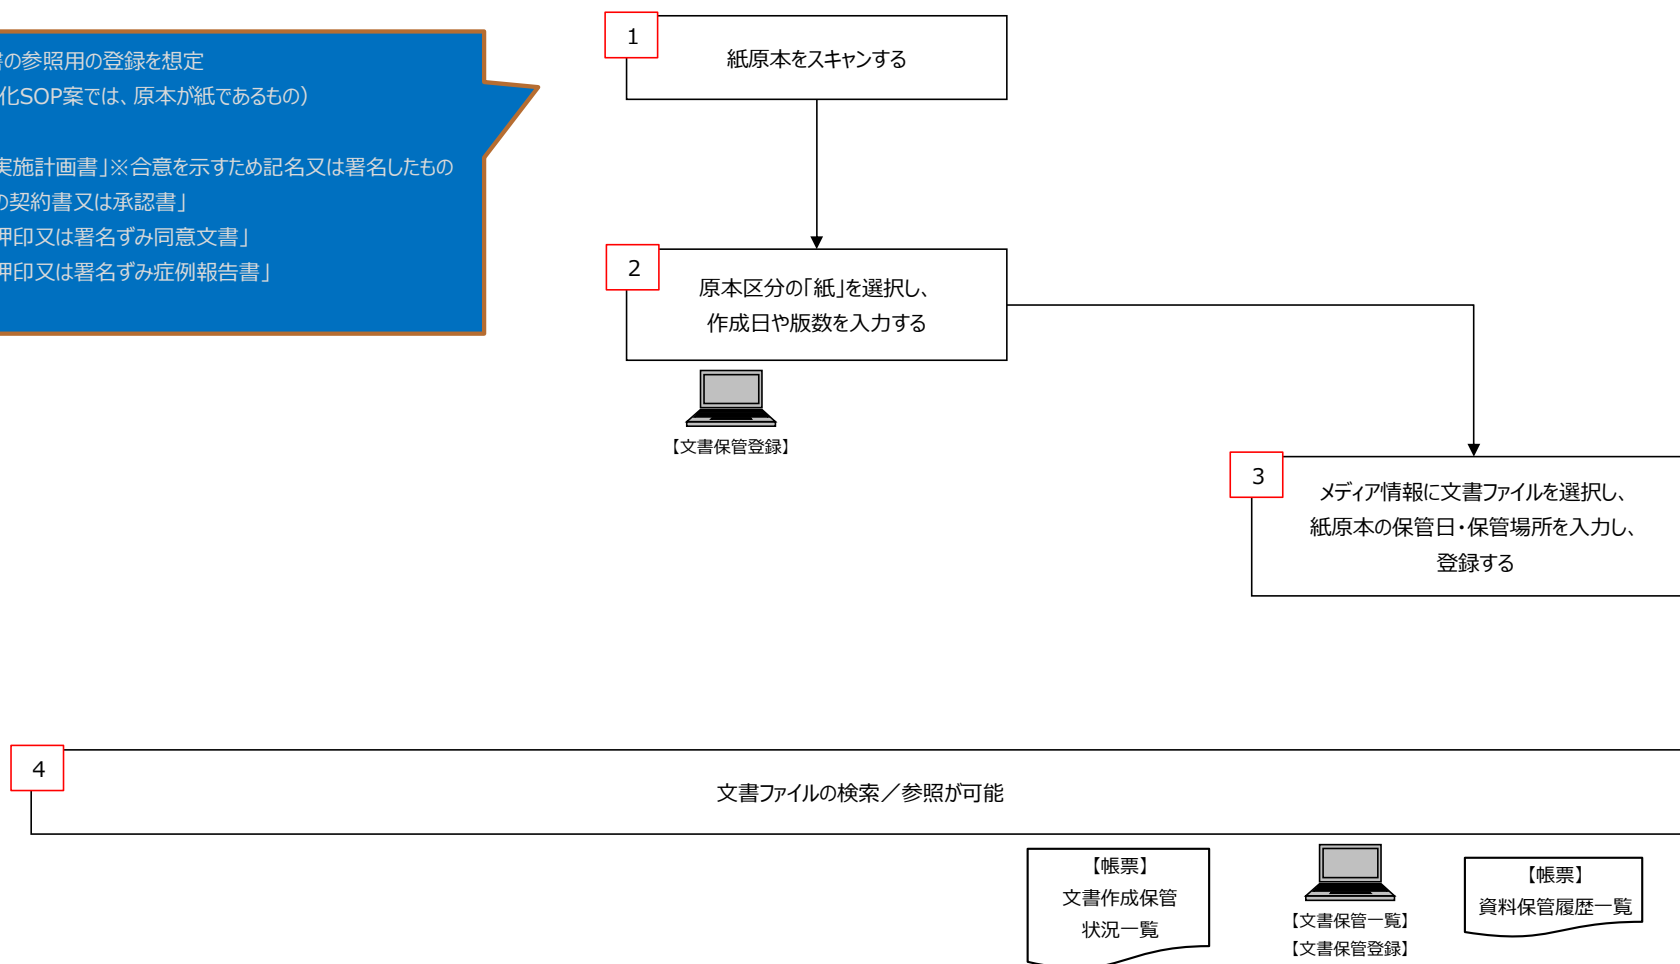 の参照用の登録を想定
化SOP案では、原本が紙であるもの）
実施計画書」※合意を示すため記名又は署名したもの
の契約書又は承認書」
押印又は署名ずみ同意文書」
押印又は署名ずみ症例報告書」
1
紙原本をスキャンする
2
原本区分の「紙」を選択し、
作成日や版数を入力する
【文書保管登録】
3
メディア情報に文書ファイルを選択し、
紙原本の保管日・保管場所を入力し、
登録する
4
文書ファイルの検索／参照が可能
【帳票】
文書作成保管
状況一覧
【文書保管一覧】
【文書保管登録】
【帳票】
資料保管履歴一覧